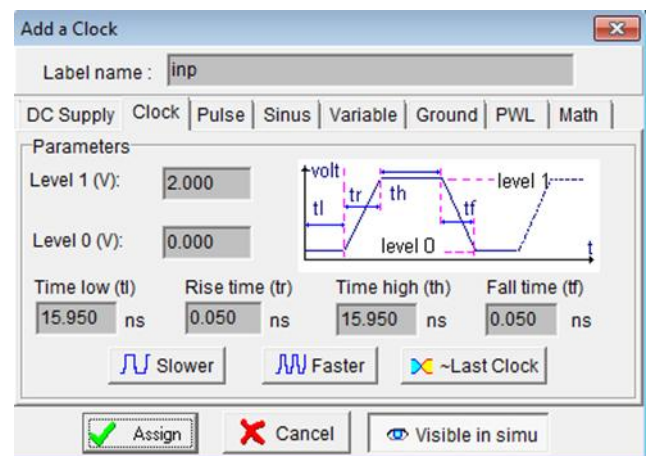 Add a Clock
Label name : inp
DC Supply Clock Pulse Sinus Variable Ground PWL Math
Parameters
Level 1 (V): 2.000
Level 0 (V): 0.000
volt
tl tr th tf
level 1
level 0
t
Time low (tl) Rise time (tr) Time high (th) Fall time (tf)
15.950 ns 0.050 ns 15.950 ns 0.050 ns
Slower Faster ~Last Clock
Assign Cancel Visible in simu